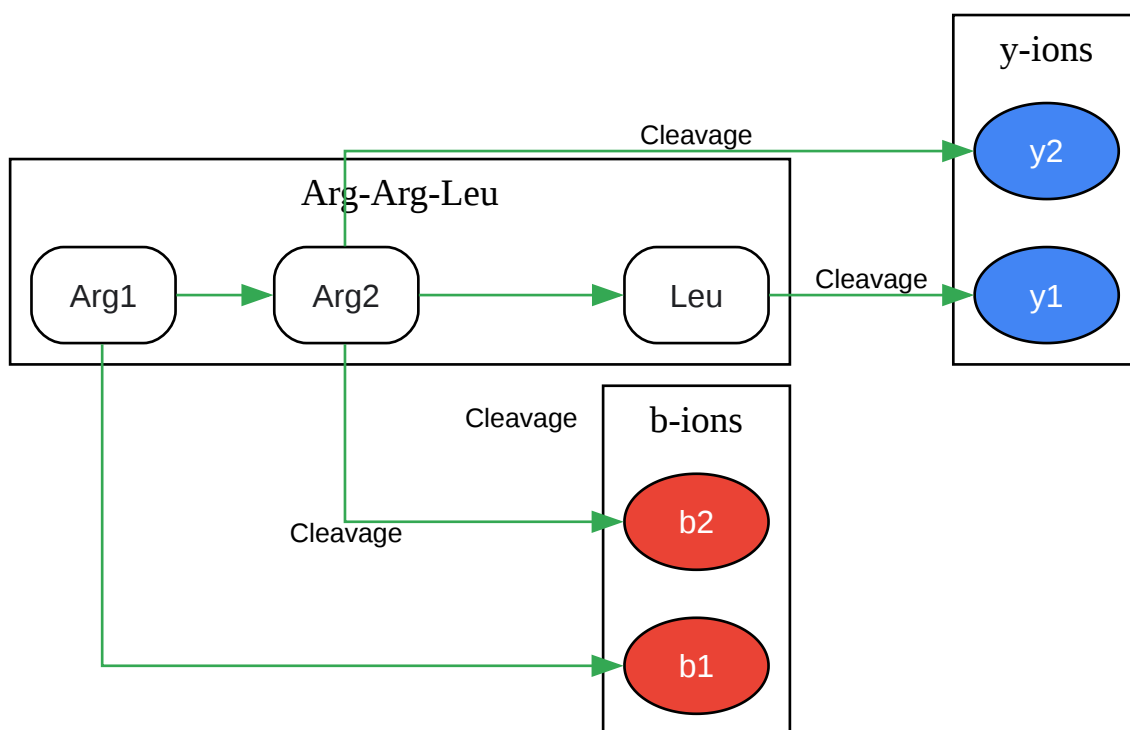 y-ions
Cleavage
y2
Arg-Arg-Leu
Arg1
Arg2
Leu
Cleavage
y1
Cleavage
b-ions
Cleavage
b2
b1